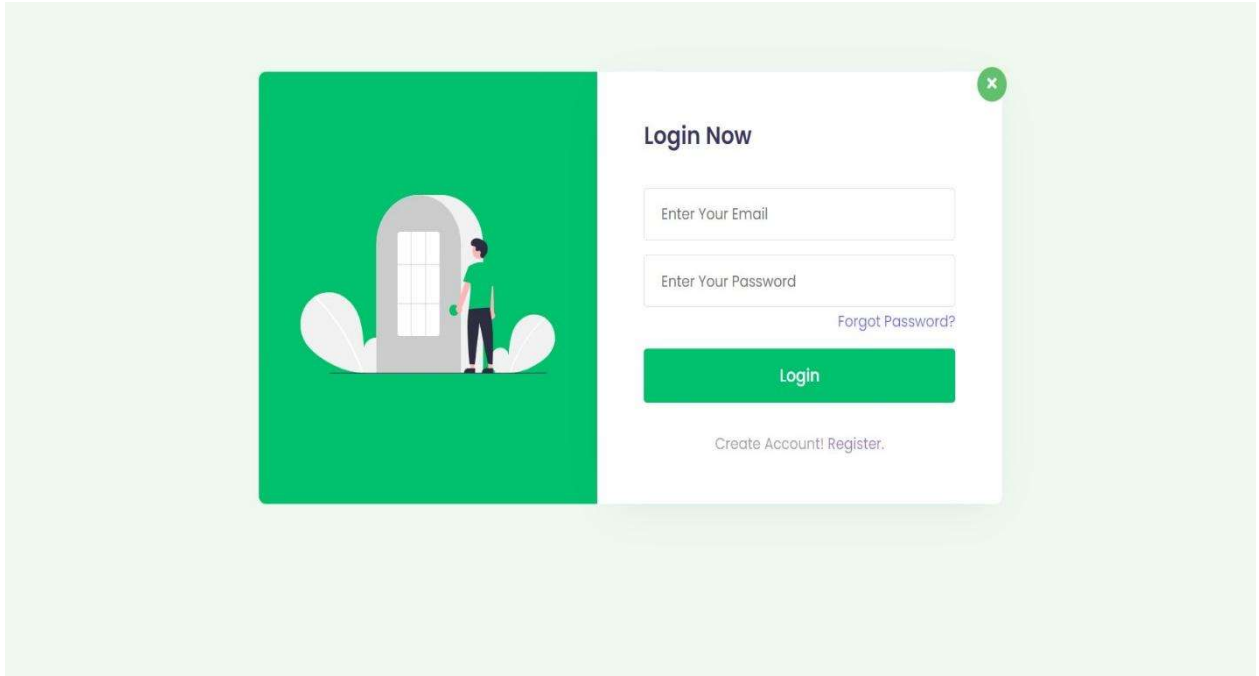 Login Now
Enter Your Email
Enter Your Password
Forgot Password?
Login
Create Account! Register.